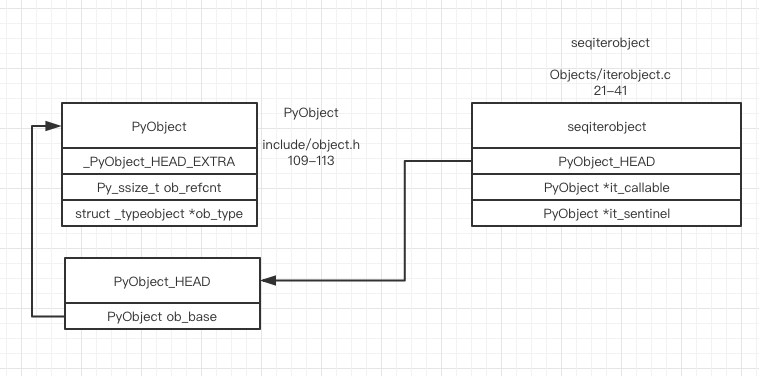 seqiterobject
Objects/iterobject.c
21-41
PyObject
_PyObject_HEAD_EXTRA
Py_ssize_t ob_refcnt
struct _typeobject *ob_type
PyObject
include/object.h
109-113
seqiterobject
PyObject_HEAD
PyObject *it_callable
PyObject *it_sentinel
PyObject_HEAD
PyObject ob_base